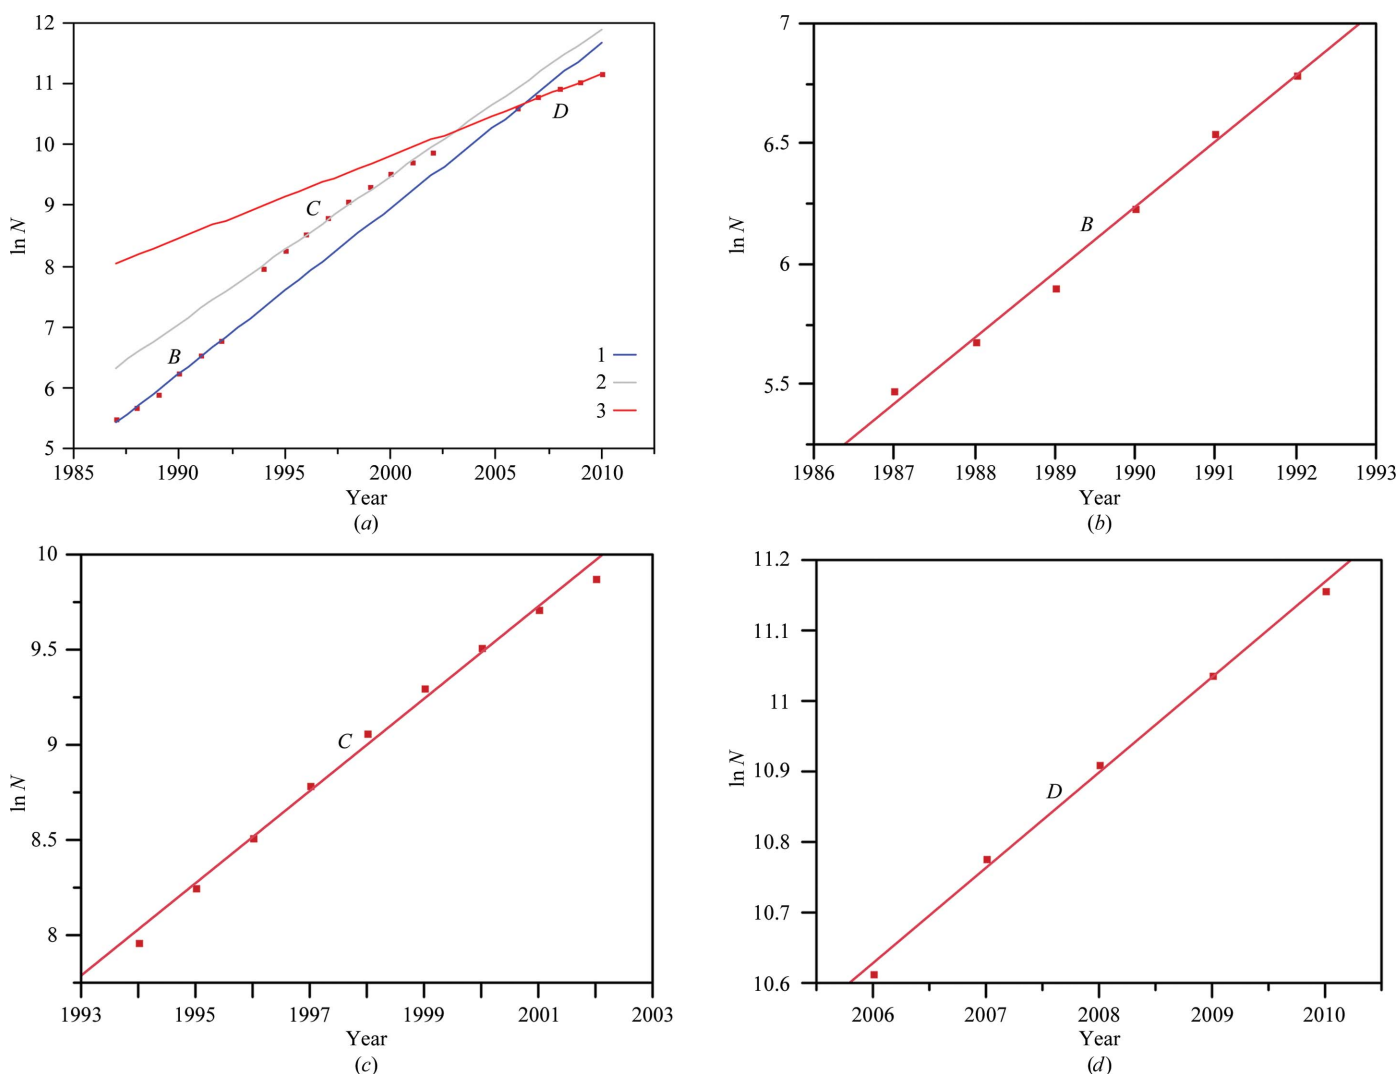 12
11
10
9
8
7
6
5
ln N
B
C
D
1
2
3
1985 1990 1995 2000 2005 2010
Year
(a)
7
6.5
6
5.5
ln N
B
1986 1987 1988 1989 1990 1991 1992 1993
Year
(b)
10
9.5
9
8.5
8
ln N
C
1993 1995 1997 1999 2001 2003
Year
(c)
11.2
11.1
11
10.9
10.8
10.7
10.6
ln N
D
2006 2007 2008 2009 2010
Year
(d)